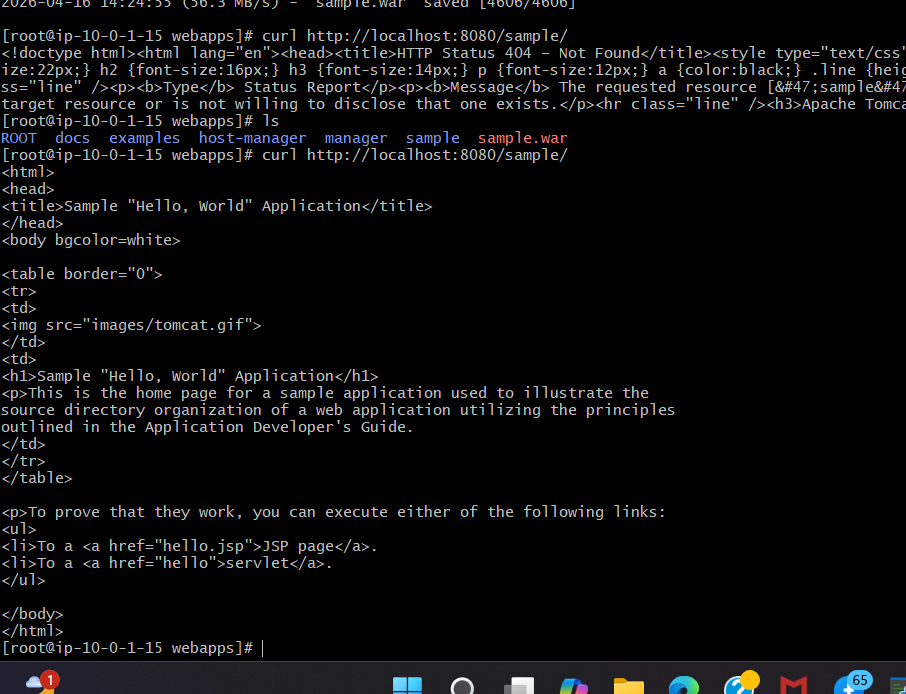 2026-04-16 14:24:55 (56.3 MB/s) - 'sample.war' saved [4606/4606]
[root@ip-10-0-1-15 webapps]# curl http://localhost:8080/sample/
<!doctype html><html lang="en"><head><title>HTTP Status 404 – Not Found</title><style type="text/css"
ize:22px;} h2 {font-size:16px;} h3 {font-size:14px;} p {font-size:12px;} a {color:black;} .line {heig
ss="line" /><p><b>Type</b> Status Report</p><p><b>Message</b> The requested resource [&#47;sample&#47
target resource or is not willing to disclose that one exists.</p><hr class="line" /><h3>Apache Tomca
[root@ip-10-0-1-15 webapps]# ls
ROOT  docs  examples  host-manager  manager  sample  sample.war
[root@ip-10-0-1-15 webapps]# curl http://localhost:8080/sample/
<html>
<head>
<title>Sample "Hello, World" Application</title>
</head>
<body bgcolor=white>
<table border="0">
<tr>
<td>
<img src="images/tomcat.gif">
</td>
<td>
<h1>Sample "Hello, World" Application</h1>
<p>This is the home page for a sample application used to illustrate the
source directory organization of a web application utilizing the principles
outlined in the Application Developer's Guide.
</td>
</tr>
</table>
<p>To prove that they work, you can execute either of the following links:
<ul>
<li>To a <a href="hello.jsp">JSP page</a>.
<li>To a <a href="hello">servlet</a>.
</ul>
</body>
</html>
[root@ip-10-0-1-15 webapps]#
1
65